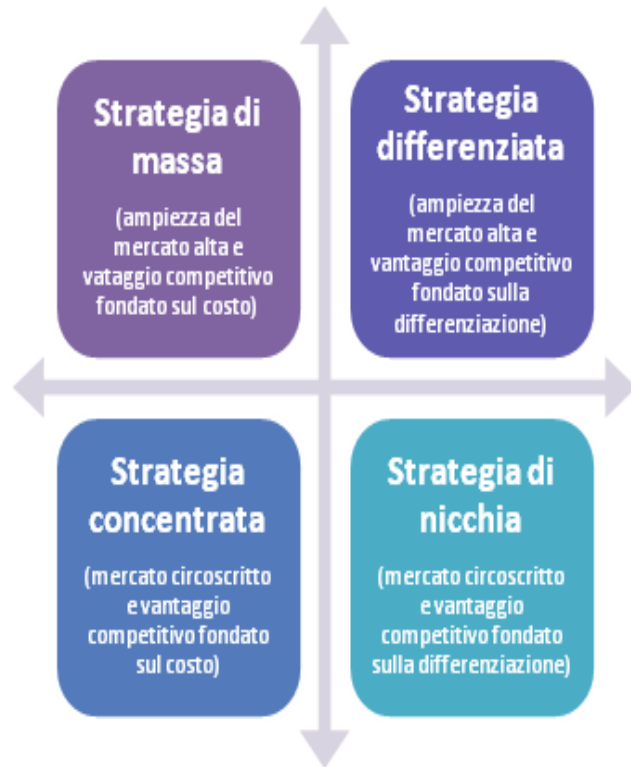 Strategia di
massa
(ampiezza del
mercato alta e
vataggio competitivo
fondato sul costo)
Strategia
differenziata
(ampiezza del
mercato alta e
vantaggio competitivo
fondato sulla
differenziazione)
Strategia
concentrata
(mercato circoscritto
e vantaggio
competitivo fondato
sul costo)
Strategia di
nicchia
(mercato circoscritto
e vantaggio
competitivo fondato
sulla differenziazione)